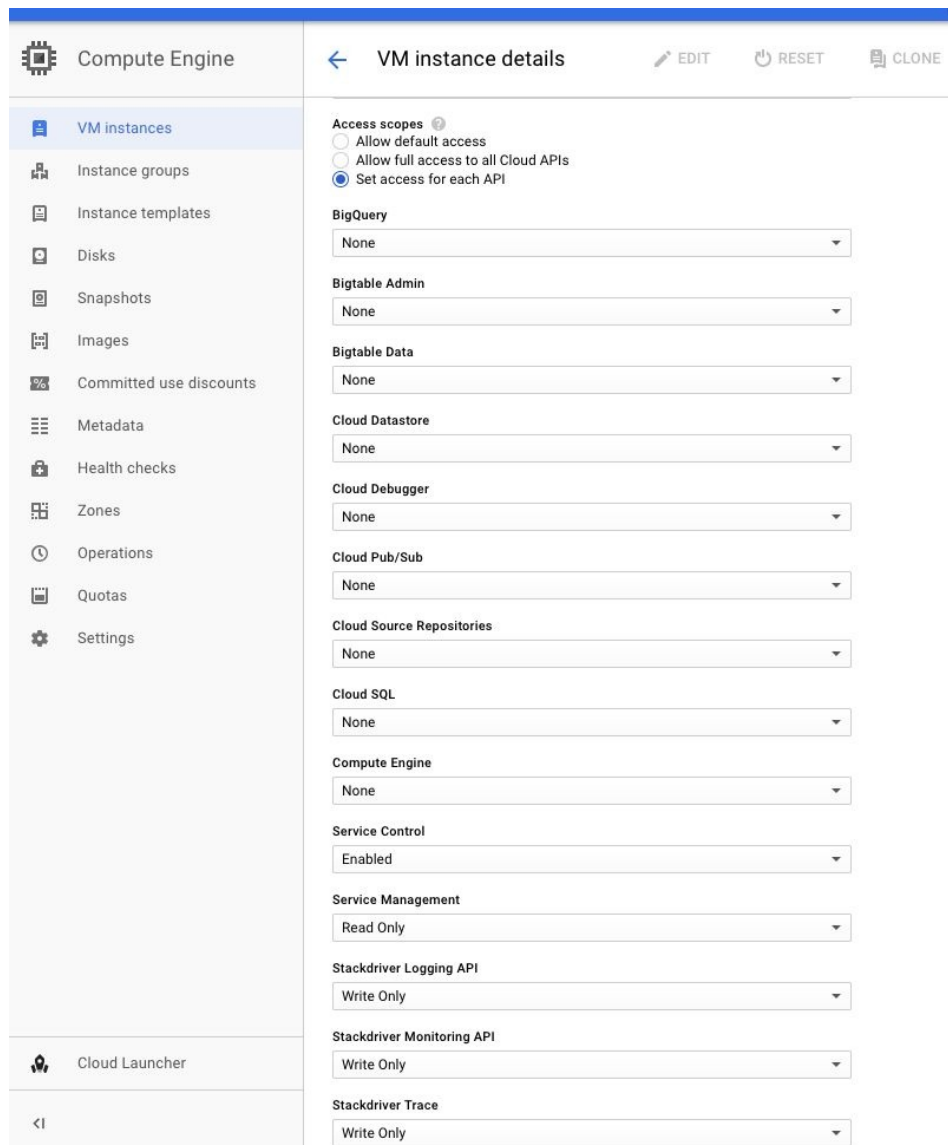 Compute Engine
VM instances
Instance groups
Instance templates
Disks
Snapshots
Images
Committed use discounts
Metadata
Health checks
Zones
Operations
Quotas
Settings
Cloud Launcher
VM instance details
EDIT
RESET
CLONE
Access scopes
Allow default access
Allow full access to all Cloud APIs
Set access for each API
BigQuery
None
Bigtable Admin
None
Bigtable Data
None
Cloud Datastore
None
Cloud Debugger
None
Cloud Pub/Sub
None
Cloud Source Repositories
None
Cloud SQL
None
Compute Engine
None
Service Control
Enabled
Service Management
Read Only
Stackdriver Logging API
Write Only
Stackdriver Monitoring API
Write Only
Stackdriver Trace
Write Only